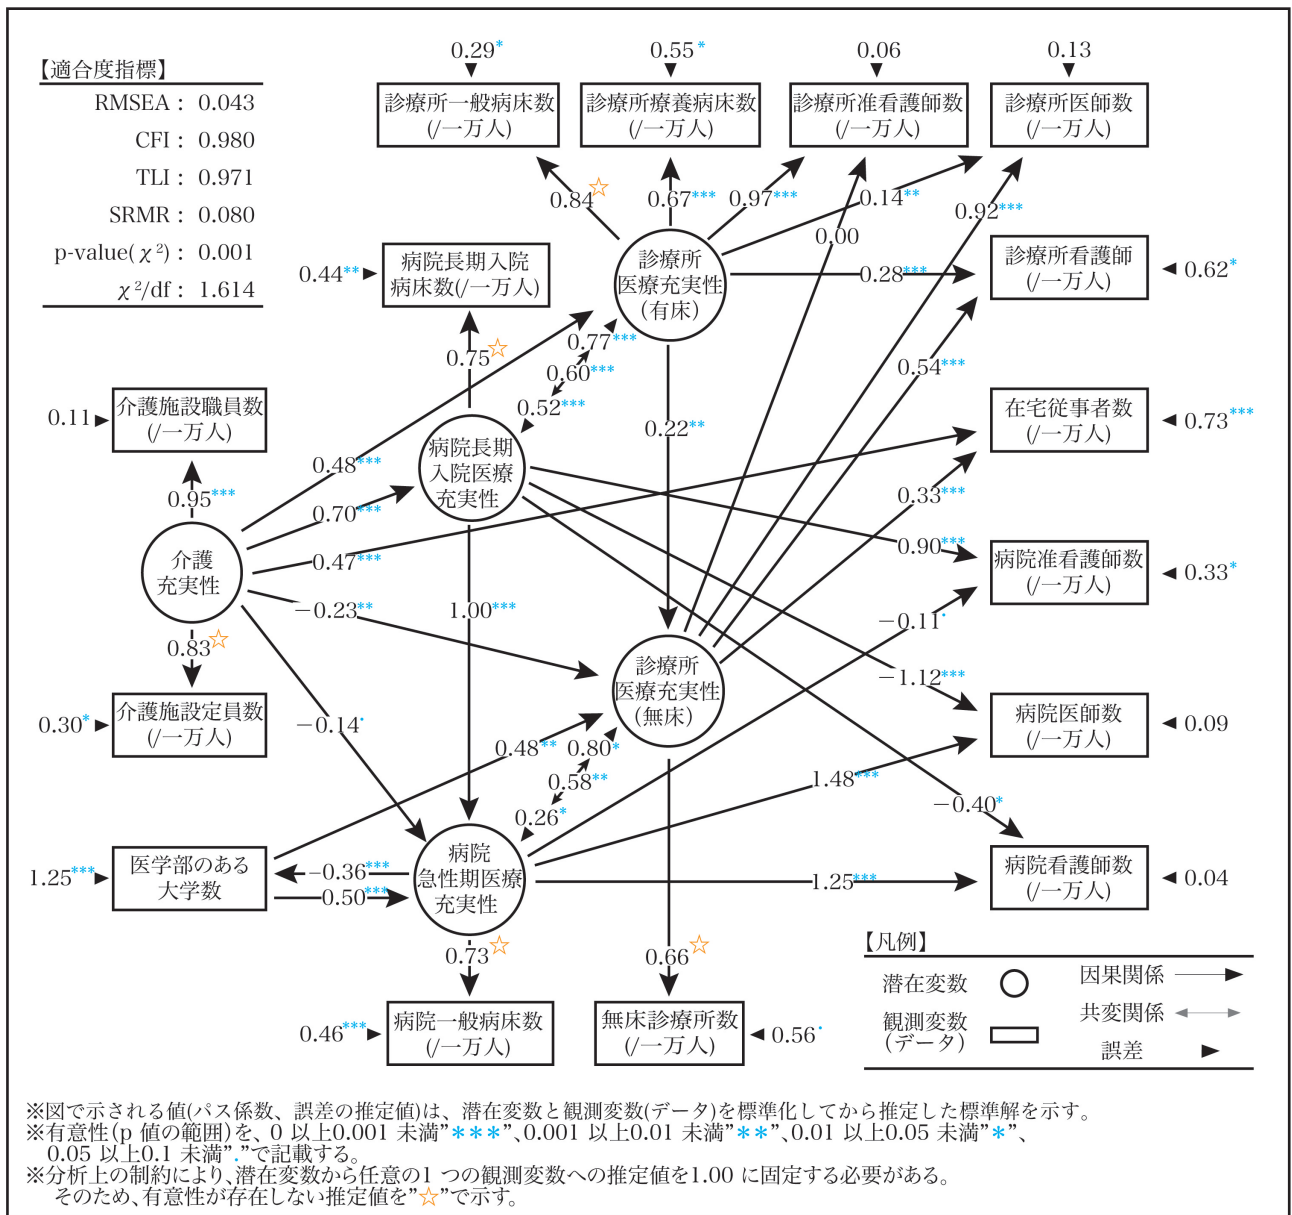 【適合度指標】
RMSEA : 0.043
CFI : 0.980
TLI : 0.971
SRMR : 0.080
p-value(χ²) : 0.001
χ²/df : 1.614
0.29*
0.55*
0.06
0.13
診療所一般病床数
(/一万人)
診療所療養病床数
(/一万人)
診療所准看護師数
(/一万人)
診療所医師数
(/一万人)
0.84☆
0.67***
0.97***
0.14**
0.92***
0.00
0.44**
病院長期入院
病床数(/一万人)
診療所
医療充実性
(有床)
0.28***
診療所看護師
(/一万人)
0.62*
0.75☆
0.77***
0.60***
0.52***
0.54***
0.11
介護施設職員数
(/一万人)
0.22**
在宅従事者数
(/一万人)
0.73***
病院長期
入院医療
充実性
0.48***
0.95***
0.70***
0.33***
介護
充実性
0.47***
0.90***
病院准看護師数
(/一万人)
0.33*
−0.23**
1.00***
−0.11.
0.83☆
診療所
医療充実性
(無床)
−1.12***
0.30*
介護施設定員数
(/一万人)
−0.14.
病院医師数
(/一万人)
0.09
0.48**
0.80*
0.58**
0.26*
1.48***
−0.40*
1.25***
医学部のある
大学数
−0.36***
0.50***
病院
急性期医療
充実性
1.25***
病院看護師数
(/一万人)
0.04
0.73☆
0.66☆
0.46***
病院一般病床数
(/一万人)
無床診療所数
(/一万人)
0.56.
【凡例】
潜在変数
因果関係
観測変数
(データ)
共変関係
誤差
※図で示される値(パス係数、誤差の推定値)は、潜在変数と観測変数(データ)を標準化してから推定した標準解を示す。
※有意性(p 値の範囲)を、0 以上0.001 未満”***”、0.001 以上0.01 未満”**”、0.01 以上0.05 未満”*”、
0.05 以上0.1 未満”.”で記載する。
※分析上の制約により、潜在変数から任意の1 つの観測変数への推定値を1.00 に固定する必要がある。
そのため、有意性が存在しない推定値を”☆”で示す。